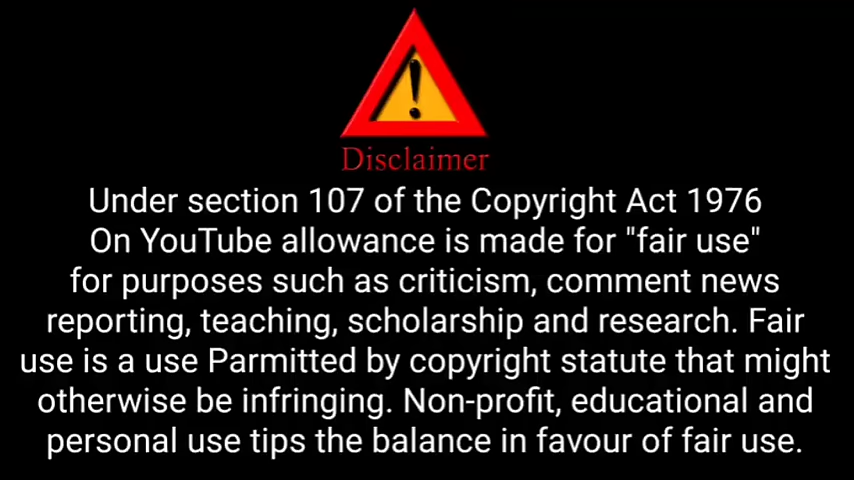 Disclaimer
Under section 107 of the Copyright Act 1976
On YouTube allowance is made for "fair use"
for purposes such as criticism, comment news
reporting, teaching, scholarship and research. Fair
use is a use Parmitted by copyright statute that might
otherwise be infringing. Non-profit, educational and
personal use tips the balance in favour of fair use.